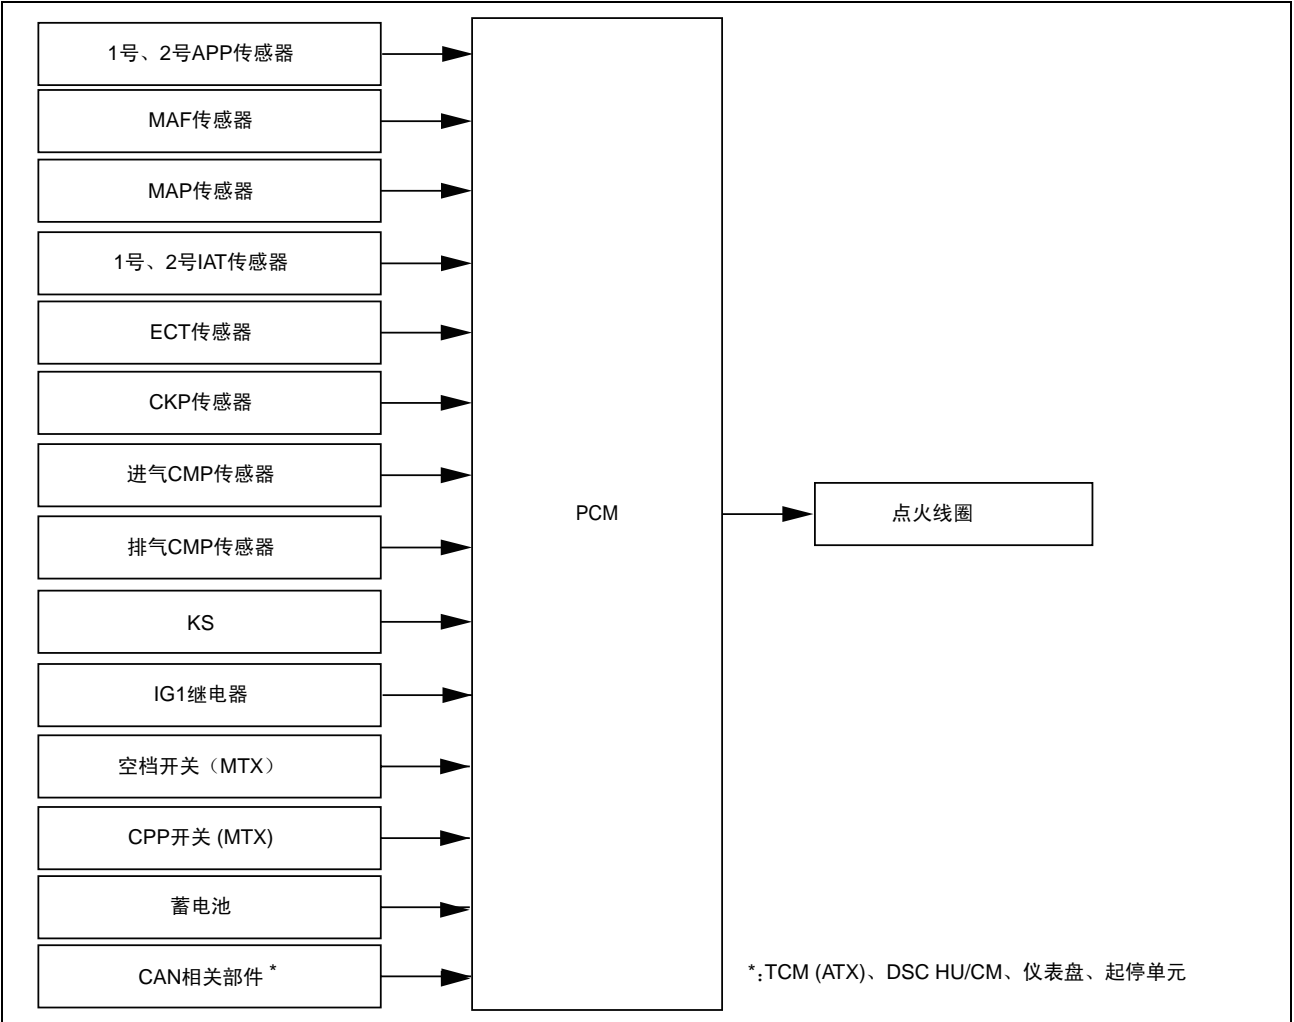 1号、2号APP传感器
MAF传感器
MAP传感器
1号、2号IAT传感器
ECT传感器
CKP传感器
进气CMP传感器
排气CMP传感器
KS
IG1继电器
空档开关（MTX）
CPP开关 (MTX)
蓄电池
CAN相关部件 *
PCM
点火线圈
*:TCM (ATX)、DSC HU/CM、仪表盘、起停单元